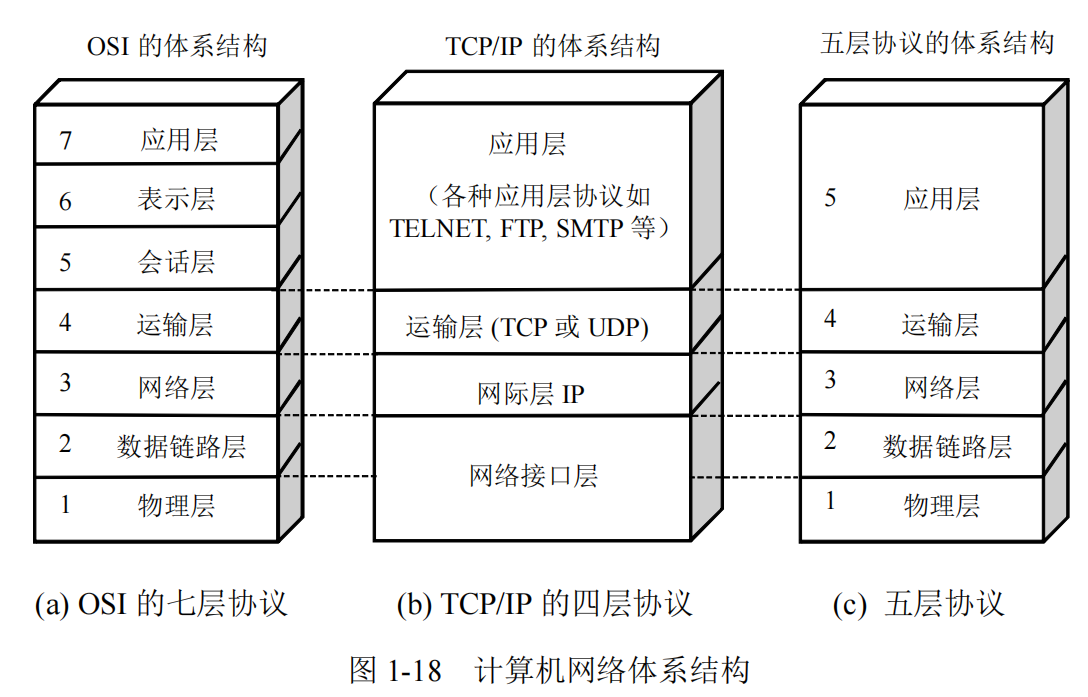 OSI 的体系结构
7 应用层
6 表示层
5 会话层
4 运输层
3 网络层
2 数据链路层
1 物理层
(a) OSI 的七层协议
TCP/IP 的体系结构
应用层
（各种应用层协议如
TELNET, FTP, SMTP 等）
运输层 (TCP 或 UDP)
网际层 IP
网络接口层
(b) TCP/IP 的四层协议
五层协议的体系结构
5 应用层
4 运输层
3 网络层
2 数据链路层
1 物理层
(c) 五层协议
图 1-18 计算机网络体系结构